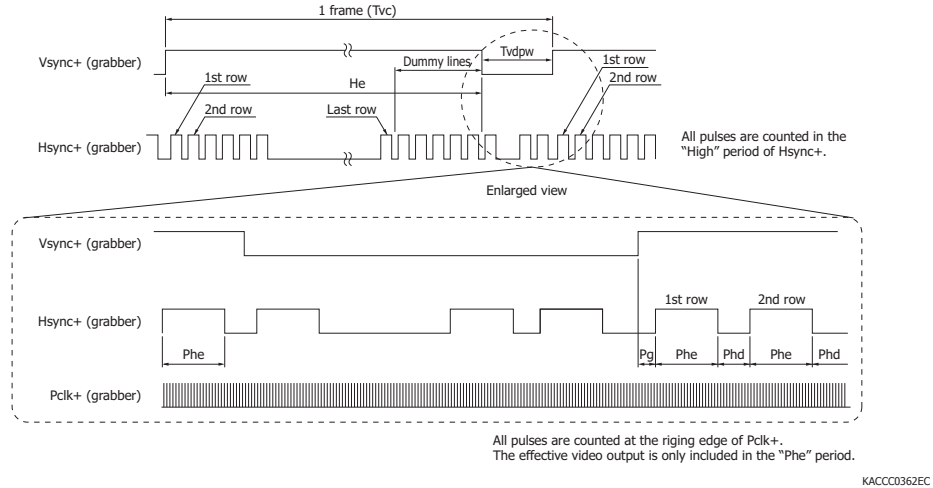 1 frame (Tvc)
Vsync+ (grabber)
Dummy lines
Tvdpw
1st row
2nd row
He
1st row
2nd row
Last row
Hsync+ (grabber)
All pulses are counted in the
“High” period of Hsync+.
Enlarged view
Vsync+ (grabber)
Hsync+ (grabber)
1st row
2nd row
Phe
Pg
Phe
Phd
Phe
Phd
Pclk+ (grabber)
All pulses are counted at the riging edge of Pclk+.
The effective video output is only included in the “Phe” period.
KACCC0362EC